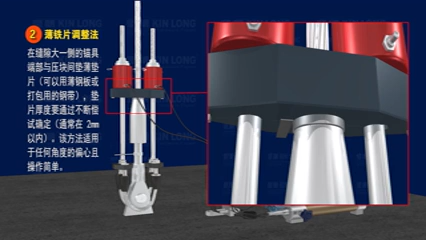 2 薄铁片调整法
在缝隙大一侧的锚具
端部与压块间垫薄垫
片（可以用薄钢板或
打包用的钢带），垫
片厚度要通过不断偿
试确定（通常在 2mm
以内）。该方法适用
于任何角度的偏心且
操作简单。